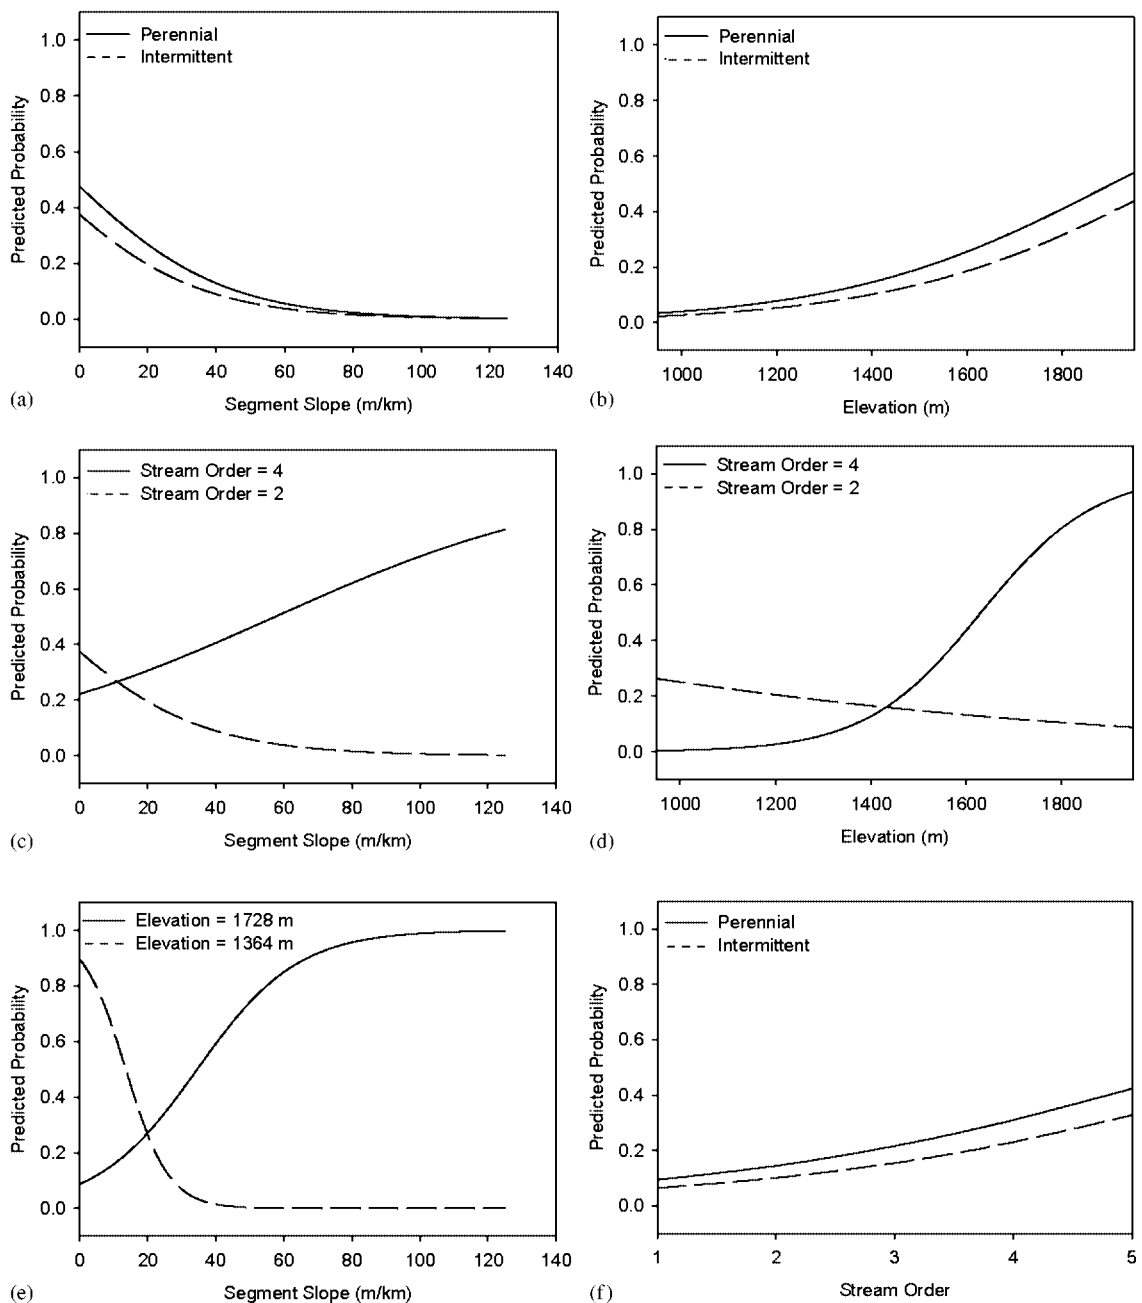 Perennial
Intermittent
1.0
0.8
0.6
0.4
0.2
0.0
Predicted Probability
0 20 40 60 80 100 120 140
Segment Slope (m/km)
(a)
Perennial
Intermittent
1.0
0.8
0.6
0.4
0.2
0.0
Predicted Probability
1000 1200 1400 1600 1800
Elevation (m)
(b)
Stream Order = 4
Stream Order = 2
1.0
0.8
0.6
0.4
0.2
0.0
Predicted Probability
0 20 40 60 80 100 120 140
Segment Slope (m/km)
(c)
Stream Order = 4
Stream Order = 2
1.0
0.8
0.6
0.4
0.2
0.0
Predicted Probability
1000 1200 1400 1600 1800
Elevation (m)
(d)
Elevation = 1728 m
Elevation = 1364 m
1.0
0.8
0.6
0.4
0.2
0.0
Predicted Probability
0 20 40 60 80 100 120 140
Segment Slope (m/km)
(e)
Perennial
Intermittent
1.0
0.8
0.6
0.4
0.2
0.0
Predicted Probability
1 2 3 4 5
Stream Order
(f)